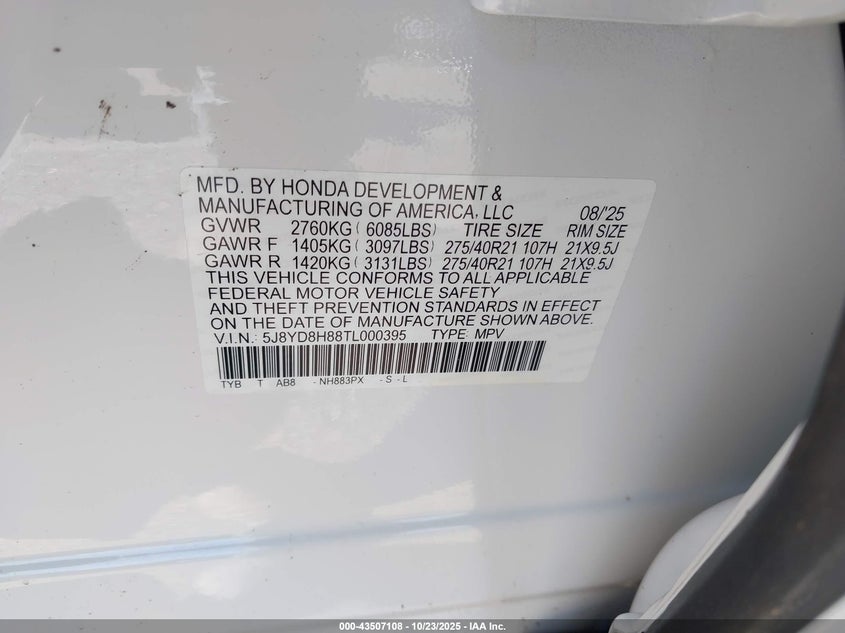 MFD. BY HONDA DEVELOPMENT &
MANUFACTURING OF AMERICA, LLC 08/'25
GVWR 2760KG ( 6085LBS) TIRE SIZE RIM SIZE
GAWR F 1405KG ( 3097LBS) 275/40R21 107H 21X9.5J
GAWR R 1420KG ( 3131LBS) 275/40R21 107H 21X9.5J
THIS VEHICLE CONFORMS TO ALL APPLICABLE
FEDERAL MOTOR VEHICLE SAFETY
AND THEFT PREVENTION STANDARDS IN EFFECT
ON THE DATE OF MANUFACTURE SHOWN ABOVE.
V.I.N.: 5J8YD8H88TL000395 TYPE: MPV
TYB T AB8 - NH883PX - S - L
000-43507108 - 10/23/2025 - IAA Inc.